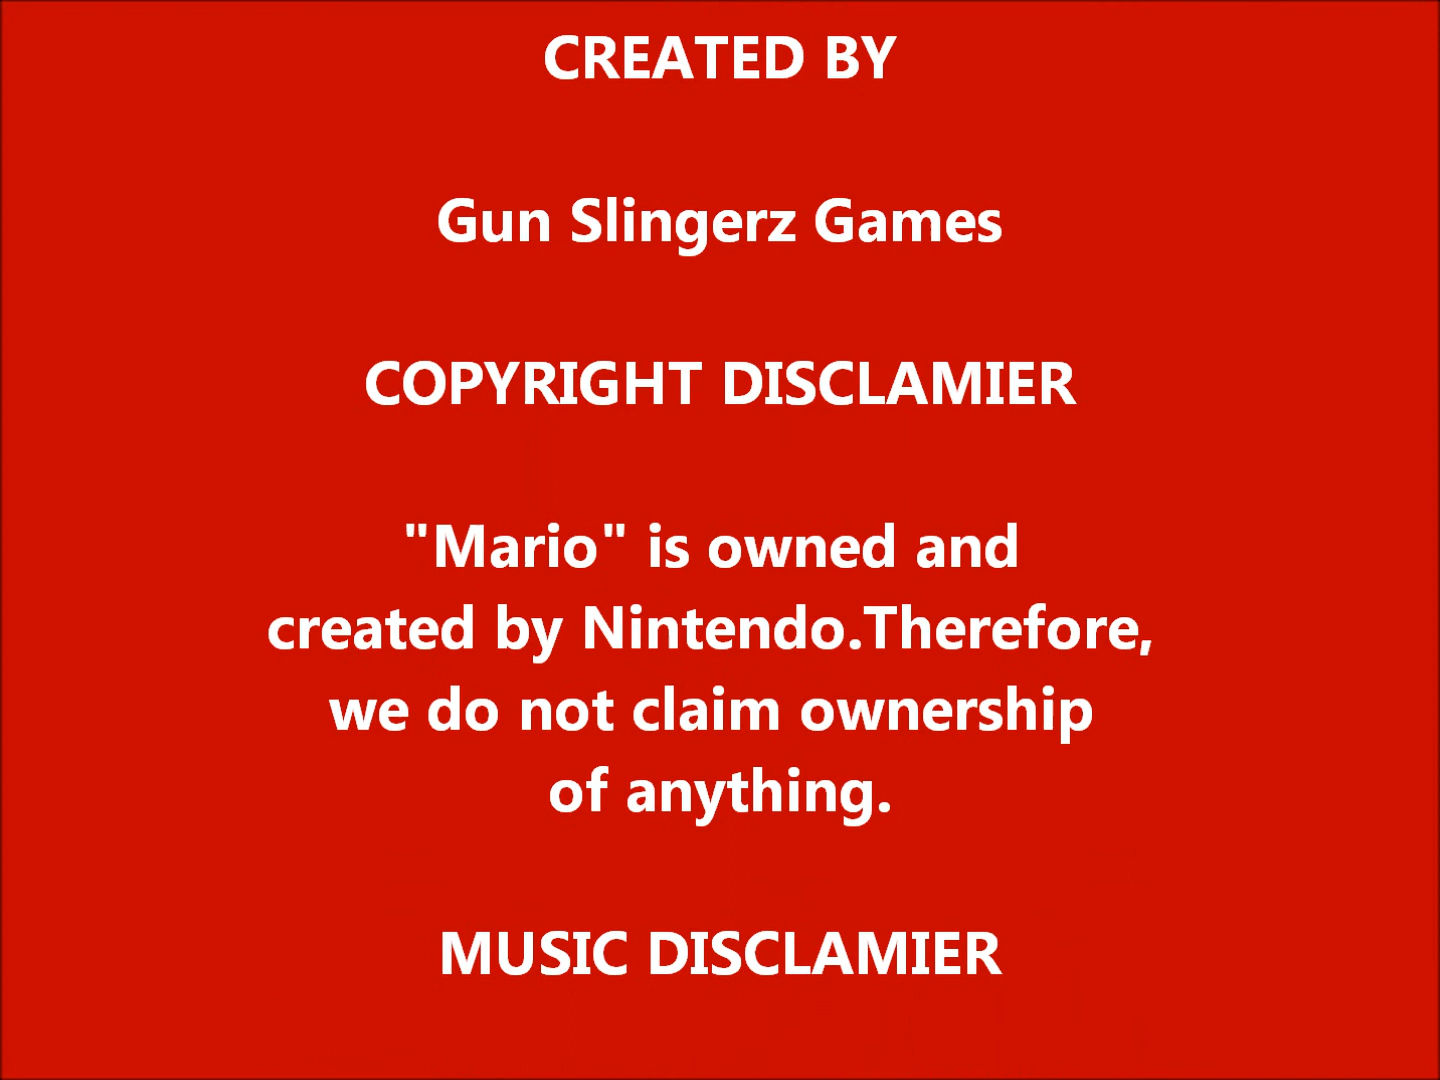 CREATED BY
Gun Slingerz Games
COPYRIGHT DISCLAMIER
"Mario" is owned and
created by Nintendo.Therefore,
we do not claim ownership
of anything.
MUSIC DISCLAMIER